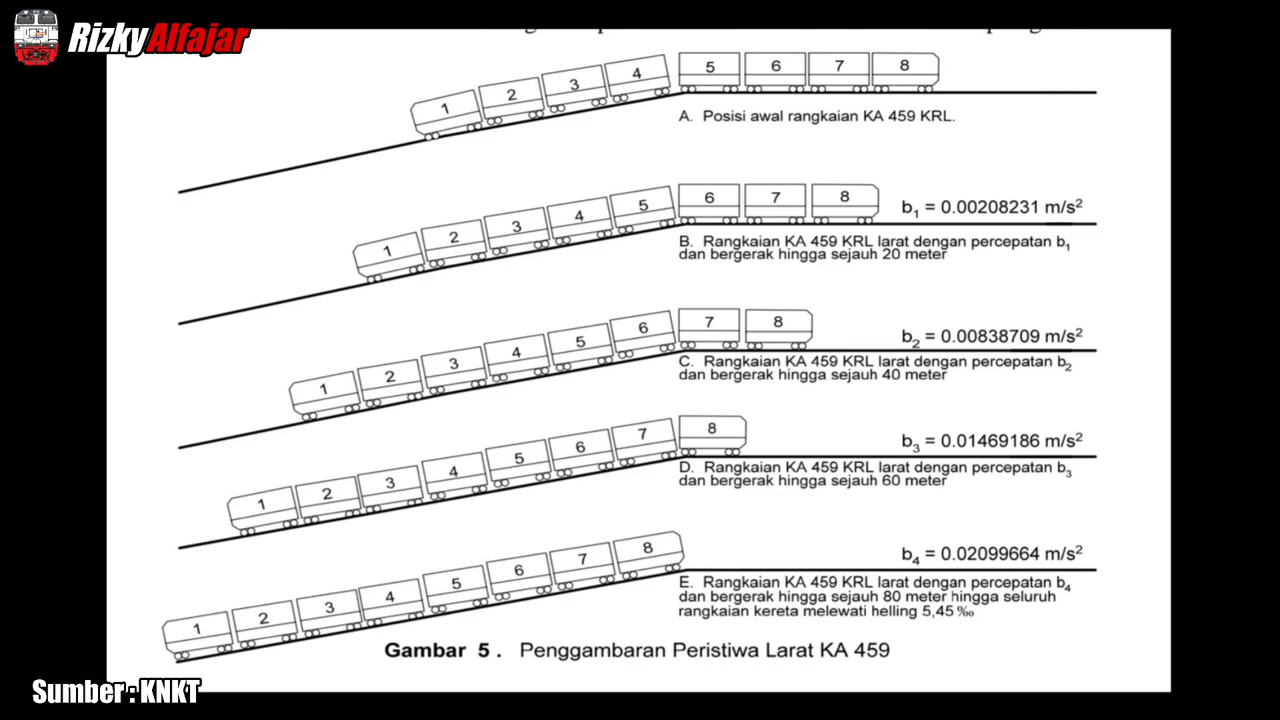 Rizky Alfajar
1 2 3 4 5 6 7 8
A. Posisi awal rangkaian KA 459 KRL.
1 2 3 4 5 6 7 8
b1 = 0.00208231 m/s²
B. Rangkaian KA 459 KRL larat dengan percepatan b1
dan bergerak hingga sejauh 20 meter
1 2 3 4 5 6 7 8
b2 = 0.00838709 m/s²
C. Rangkaian KA 459 KRL larat dengan percepatan b2
dan bergerak hingga sejauh 40 meter
1 2 3 4 5 6 7 8
b3 = 0.01469186 m/s²
D. Rangkaian KA 459 KRL larat dengan percepatan b3
dan bergerak hingga sejauh 60 meter
1 2 3 4 5 6 7 8
b4 = 0.02099664 m/s²
E. Rangkaian KA 459 KRL larat dengan percepatan b4
dan bergerak hingga sejauh 80 meter hingga seluruh
rangkaian kereta melewati helling 5,45 ‰
Gambar 5 . Penggambaran Peristiwa Larat KA 459
Sumber : KNKT